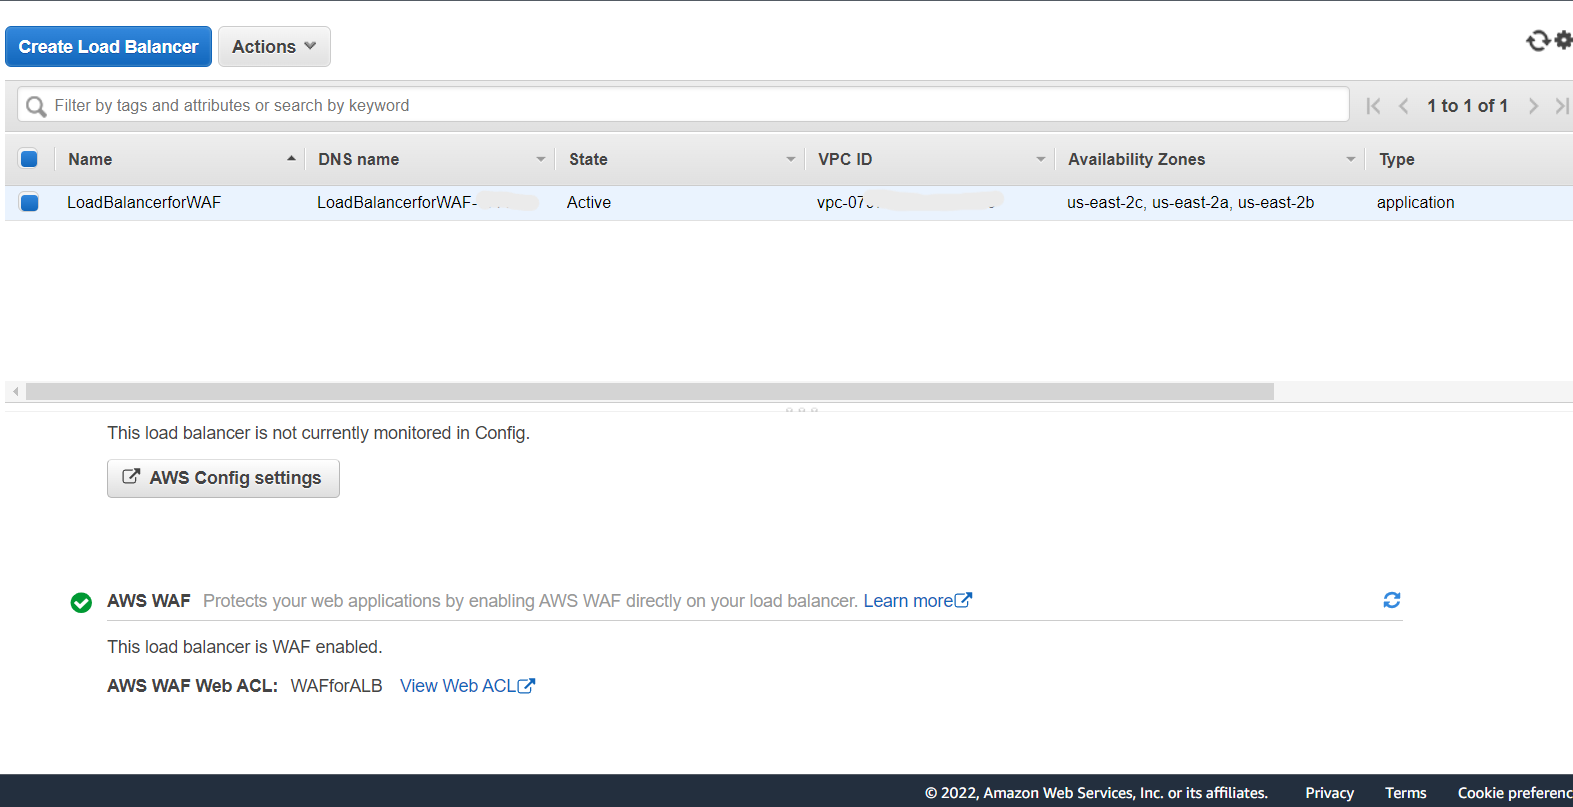 Create Load Balancer Actions
Filter by tags and attributes or search by keyword 1 to 1 of 1
Name DNS name State VPC ID Availability Zones Type
LoadBalancerforWAF LoadBalancerforWAF- Active vpc-07 us-east-2c, us-east-2a, us-east-2b application
This load balancer is not currently monitored in Config.
AWS Config settings
AWS WAF Protects your web applications by enabling AWS WAF directly on your load balancer. Learn more
This load balancer is WAF enabled.
AWS WAF Web ACL: WAFforALB View Web ACL
© 2022, Amazon Web Services, Inc. or its affiliates. Privacy Terms Cookie preferenc